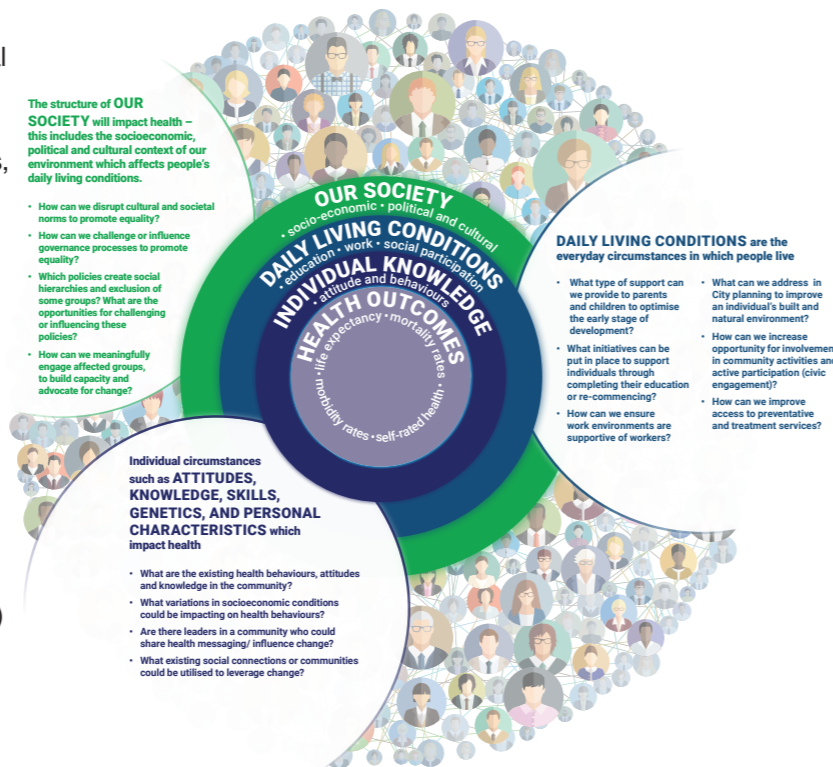 The structure of OUR
SOCIETY will impact health –
this includes the socioeconomic,
political and cultural context of our
environment which affects people's
daily living conditions.
• How can we disrupt cultural and societal
norms to promote equality?
• How can we challenge or influence
governance processes to promote
equality?
• Which policies create social
hierarchies and exclusion of
some groups? What are the
opportunities for challenging
or influencing these
policies?
• How can we meaningfully
engage affected groups,
to build capacity and
advocate for change?
OUR SOCIETY
• socio-economic • political and cultural
DAILY LIVING CONDITIONS
• education • work • social participation
INDIVIDUAL KNOWLEDGE
• attitude and behaviours
HEALTH OUTCOMES
• life expectancy • mortality rates
• morbidity rates • self-rated health •
DAILY LIVING CONDITIONS are the
everyday circumstances in which people live
• What type of support can
we provide to parents
and children to optimise
the early stage of
development?
• What initiatives can be
put in place to support
individuals through
completing their education
or re-commencing?
• How can we ensure
work environments are
supportive of workers?
• What can we address in
City planning to improve
an individual's built and
natural environment?
• How can we increase
opportunity for involvemen
in community activities and
active participation (civic
engagement)?
• How can we improve
access to preventative
and treatment services?
Individual circumstances
such as ATTITUDES,
KNOWLEDGE, SKILLS,
GENETICS, AND PERSONAL
CHARACTERISTICS which
impact health
• What are the existing health behaviours, attitudes
and knowledge in the community?
• What variations in socioeconomic conditions
could be impacting on health behaviours?
• Are there leaders in a community who could
share health messaging/ influence change?
• What existing social connections or communities
could be utilised to leverage change?